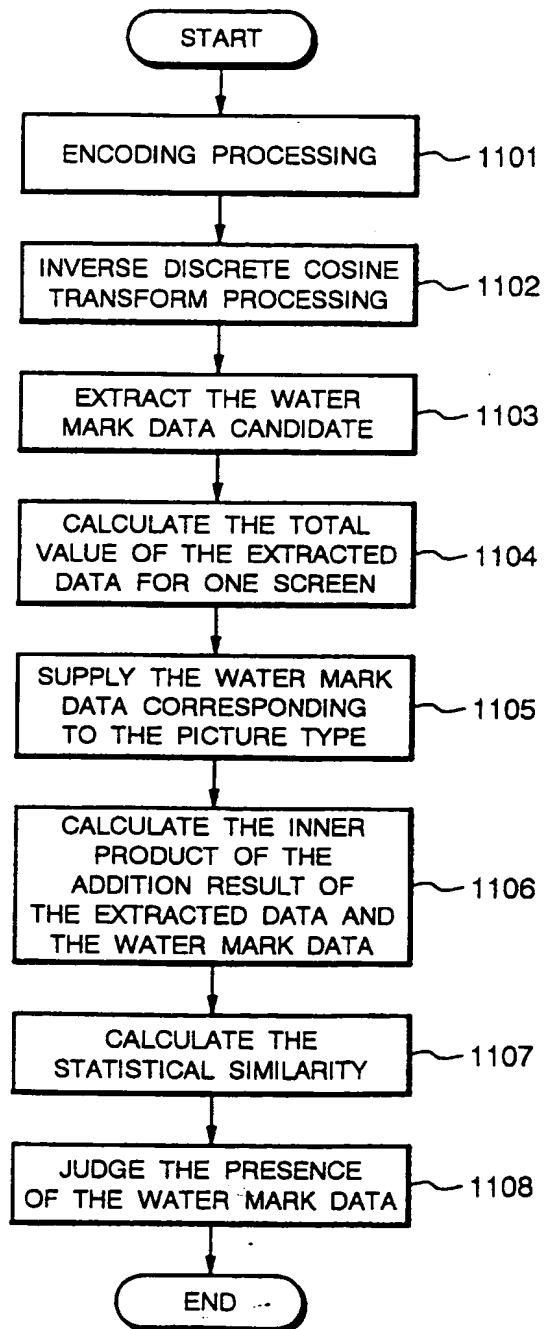 START
ENCODING PROCESSING
1101
INVERSE DISCRETE COSINE
TRANSFORM PROCESSING
1102
EXTRACT THE WATER
MARK DATA CANDIDATE
1103
CALCULATE THE TOTAL
VALUE OF THE EXTRACTED
DATA FOR ONE SCREEN
1104
SUPPLY THE WATER MARK
DATA CORRESPONDING
TO THE PICTURE TYPE
1105
CALCULATE THE INNER
PRODUCT OF THE
ADDITION RESULT OF
THE EXTRACTED DATA AND
THE WATER MARK DATA
1106
CALCULATE THE
STATISTICAL SIMILARITY
1107
JUDGE THE PRESENCE
OF THE WATER MARK DATA
1108
END